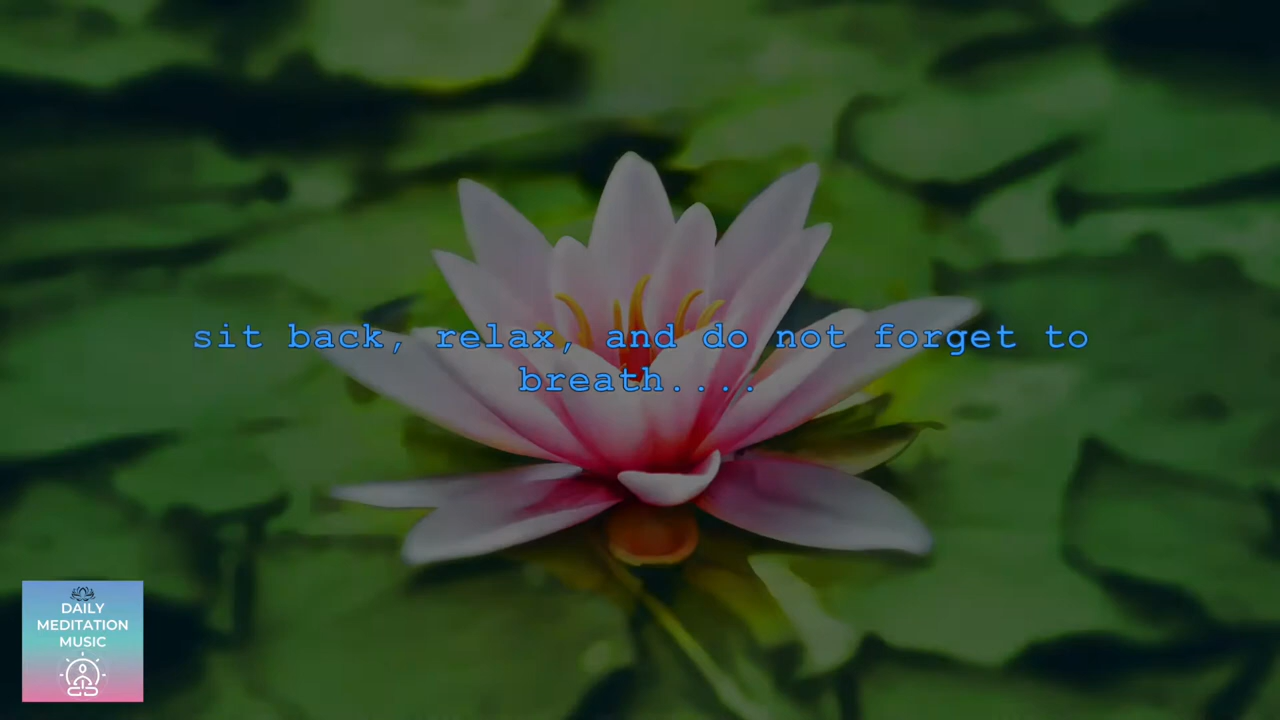 sit back, relax, and do not forget to
breath....
DAILY
MEDITATION
MUSIC